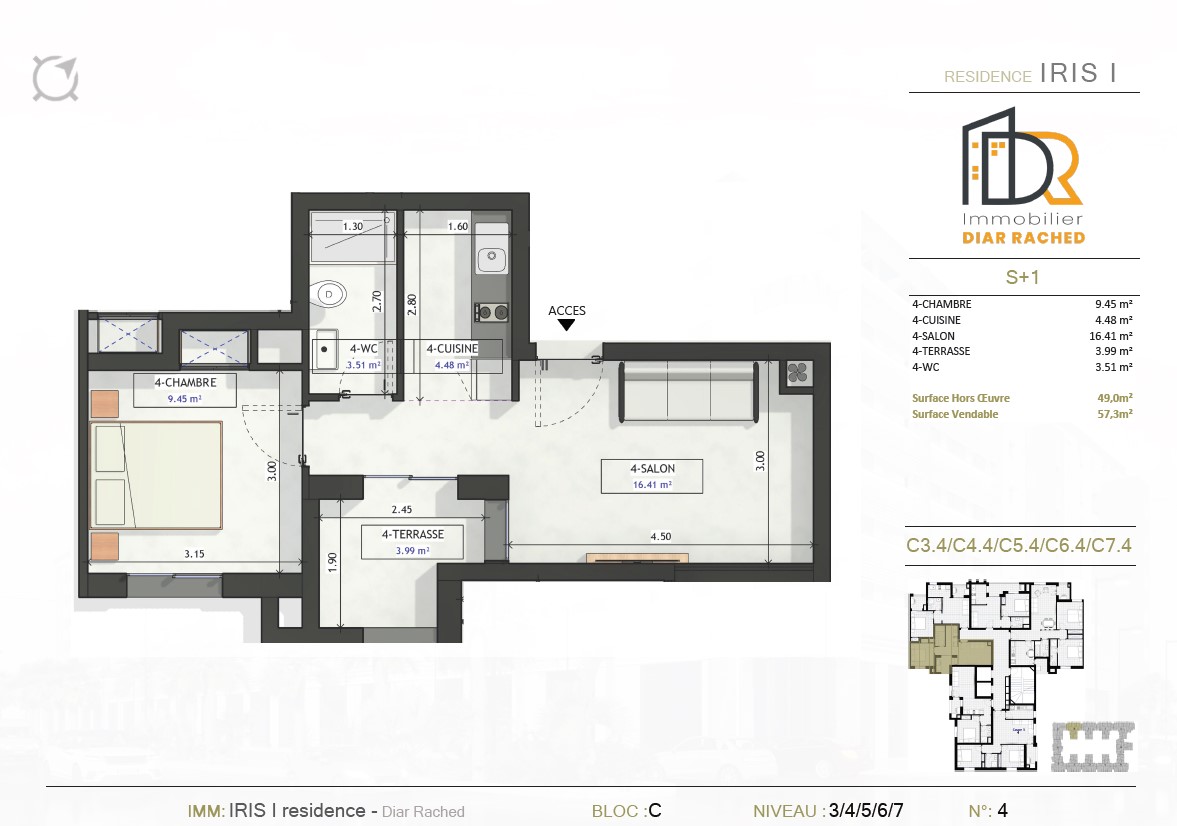 RESIDENCE IRIS I
Immobilier
DIAR RACHED
S+1
4-CHAMBRE 9.45 m²
4-CUISINE 4.48 m²
4-SALON 16.41 m²
4-TERRASSE 3.99 m²
4-WC 3.51 m²
Surface Hors Œuvre 49,0m²
Surface Vendable 57,3m²
C3.4/C4.4/C5.4/C6.4/C7.4
1.30
1.60
2.70
2.80
ACCES
4-WC
3.51 m²
4-CUISINE
4.48 m²
4-CHAMBRE
9.45 m²
3.00
3.15
4-SALON
16.41 m²
3.00
4.50
2.45
4-TERRASSE
3.99 m²
1.90
D
IMM: IRIS I residence - Diar Rached
BLOC :C
NIVEAU :3/4/5/6/7
N°: 4